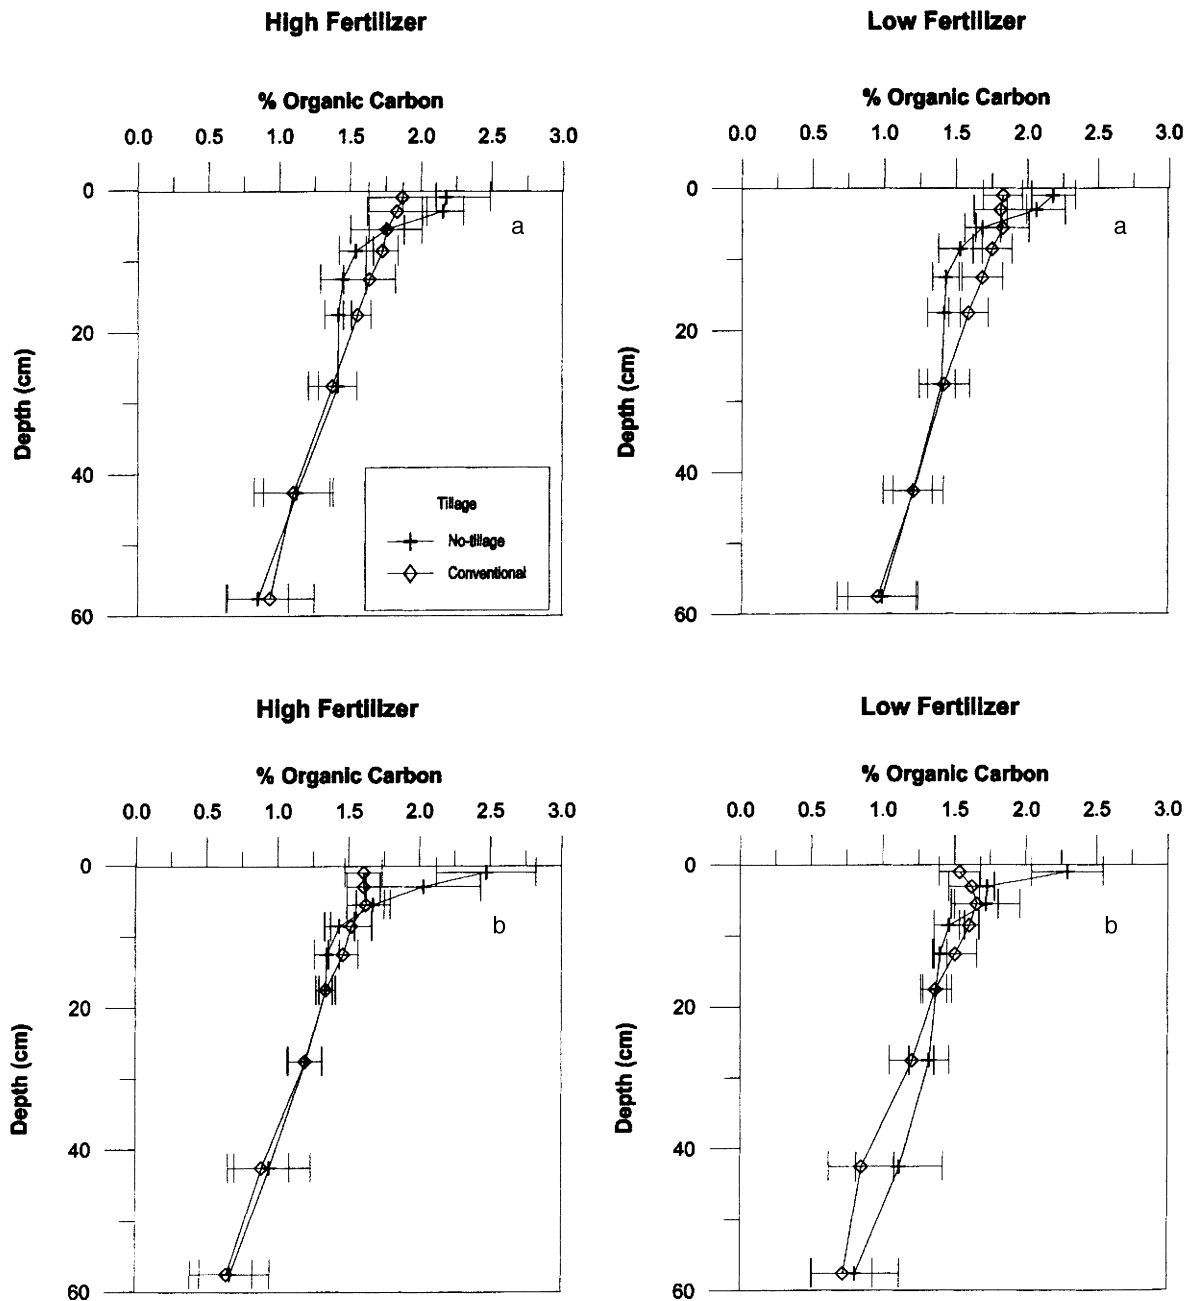 High Fertilizer
% Organic Carbon
0.0 0.5 1.0 1.5 2.0 2.5 3.0
0
20
40
60
Depth (cm)
a
Tillage
No-tillage
Conventional
Low Fertilizer
% Organic Carbon
0.0 0.5 1.0 1.5 2.0 2.5 3.0
0
20
40
60
Depth (cm)
a
High Fertilizer
% Organic Carbon
0.0 0.5 1.0 1.5 2.0 2.5 3.0
0
20
40
60
Depth (cm)
b
Low Fertilizer
% Organic Carbon
0.0 0.5 1.0 1.5 2.0 2.5 3.0
0
20
40
60
Depth (cm)
b